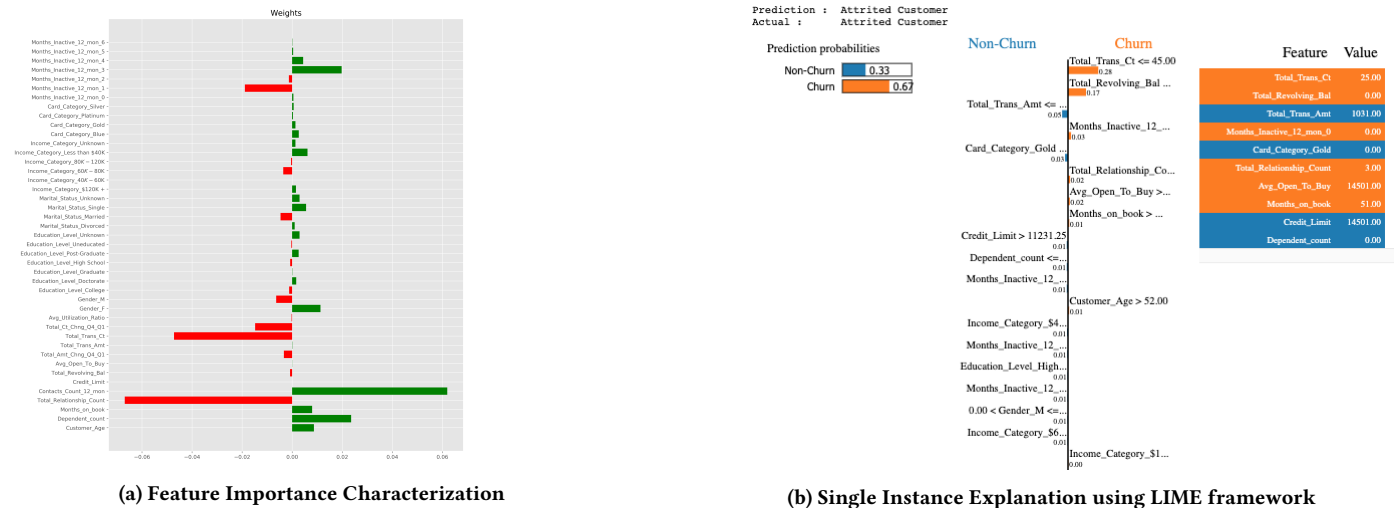 Weights
Months_Inactive_12_mon_6
Months_Inactive_12_mon_5
Months_Inactive_12_mon_4
Months_Inactive_12_mon_3
Months_Inactive_12_mon_2
Months_Inactive_12_mon_1
Months_Inactive_12_mon_0
Card_Category_Silver
Card_Category_Platinum
Card_Category_Gold
Card_Category_Blue
Income_Category_Unknown
Income_Category_Less than $40K
Income_Category_80K − 120K
Income_Category_60K − 80K
Income_Category_40K − 60K
Income_Category_$120K +
Marital_Status_Unknown
Marital_Status_Single
Marital_Status_Married
Marital_Status_Divorced
Education_Level_Unknown
Education_Level_Uneducated
Education_Level_Post-Graduate
Education_Level_High School
Education_Level_Graduate
Education_Level_Doctorate
Education_Level_College
Gender_M
Gender_F
Avg_Utilization_Ratio
Total_Ct_Chng_Q4_Q1
Total_Trans_Ct
Total_Trans_Amt
Total_Amt_Chng_Q4_Q1
Avg_Open_To_Buy
Total_Revolving_Bal
Credit_Limit
Contacts_Count_12_mon
Total_Relationship_Count
Months_on_book
Dependent_count
Customer_Age
−0.06 −0.04 −0.02 0.00 0.02 0.04 0.06
(a) Feature Importance Characterization
Prediction : Attrited Customer
Actual : Attrited Customer
Prediction probabilities
Non-Churn 0.33
Churn 0.67
Non-Churn Churn
Total_Trans_Ct <= 45.00
0.28
Total_Revolving_Bal ...
0.17
Total_Trans_Amt <= ...
0.05
Months_Inactive_12_...
0.03
Card_Category_Gold ...
0.03
Total_Relationship_Co...
0.02
Avg_Open_To_Buy >...
0.02
Months_on_book > ...
0.01
Credit_Limit > 11231.25
0.01
Dependent_count <=...
0.01
Months_Inactive_12_...
0.01
Customer_Age > 52.00
0.01
Income_Category_$4...
0.01
Months_Inactive_12_...
0.01
Education_Level_High...
0.01
Months_Inactive_12_...
0.01
0.00 < Gender_M <=...
0.01
Income_Category_$6...
0.01
Income_Category_$1...
0.00
Feature Value
Total_Trans_Ct 25.00
Total_Revolving_Bal 0.00
Total_Trans_Amt 1031.00
Months_Inactive_12_mon_0 0.00
Card_Category_Gold 0.00
Total_Relationship_Count 3.00
Avg_Open_To_Buy 14501.00
Months_on_book 51.00
Credit_Limit 14501.00
Dependent_count 0.00
(b) Single Instance Explanation using LIME framework